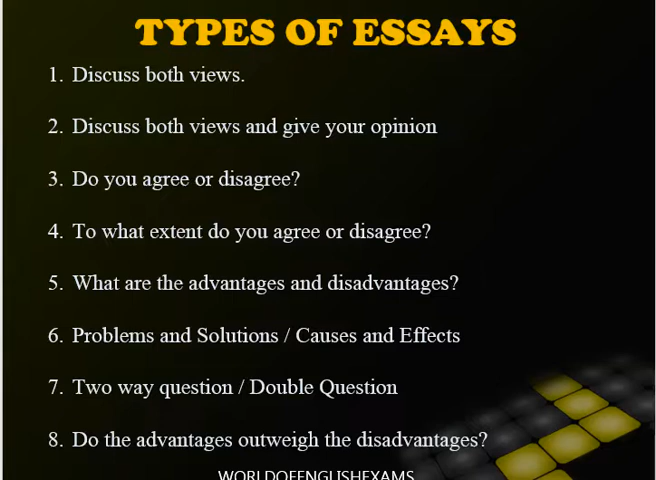 TYPES OF ESSAYS
1. Discuss both views.
2. Discuss both views and give your opinion
3. Do you agree or disagree?
4. To what extent do you agree or disagree?
5. What are the advantages and disadvantages?
6. Problems and Solutions / Causes and Effects
7. Two way question / Double Question
8. Do the advantages outweigh the disadvantages?
WORLDOFENGLISHEXAMS